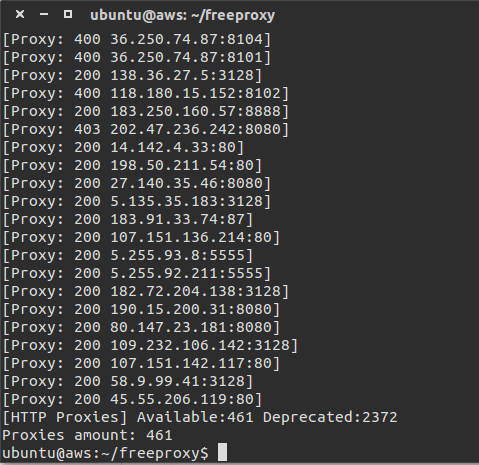 ubuntu@aws: ~/freeproxy
[Proxy: 400 36.250.74.87:8104]
[Proxy: 400 36.250.74.87:8101]
[Proxy: 200 138.36.27.5:3128]
[Proxy: 400 118.180.15.152:8102]
[Proxy: 200 183.250.160.57:8888]
[Proxy: 403 202.47.236.242:8080]
[Proxy: 200 14.142.4.33:80]
[Proxy: 200 198.50.211.54:80]
[Proxy: 200 27.140.35.46:8080]
[Proxy: 200 5.135.35.183:3128]
[Proxy: 200 183.91.33.74:87]
[Proxy: 200 107.151.136.214:80]
[Proxy: 200 5.255.93.8:5555]
[Proxy: 200 5.255.92.211:5555]
[Proxy: 200 182.72.204.138:3128]
[Proxy: 200 190.15.200.31:8080]
[Proxy: 200 80.147.23.181:8080]
[Proxy: 200 109.232.106.142:3128]
[Proxy: 200 107.151.142.117:80]
[Proxy: 200 58.9.99.41:3128]
[Proxy: 200 45.55.206.119:80]
[HTTP Proxies] Available:461 Deprecated:2372
Proxies amount: 461
ubuntu@aws:~/freeproxy$